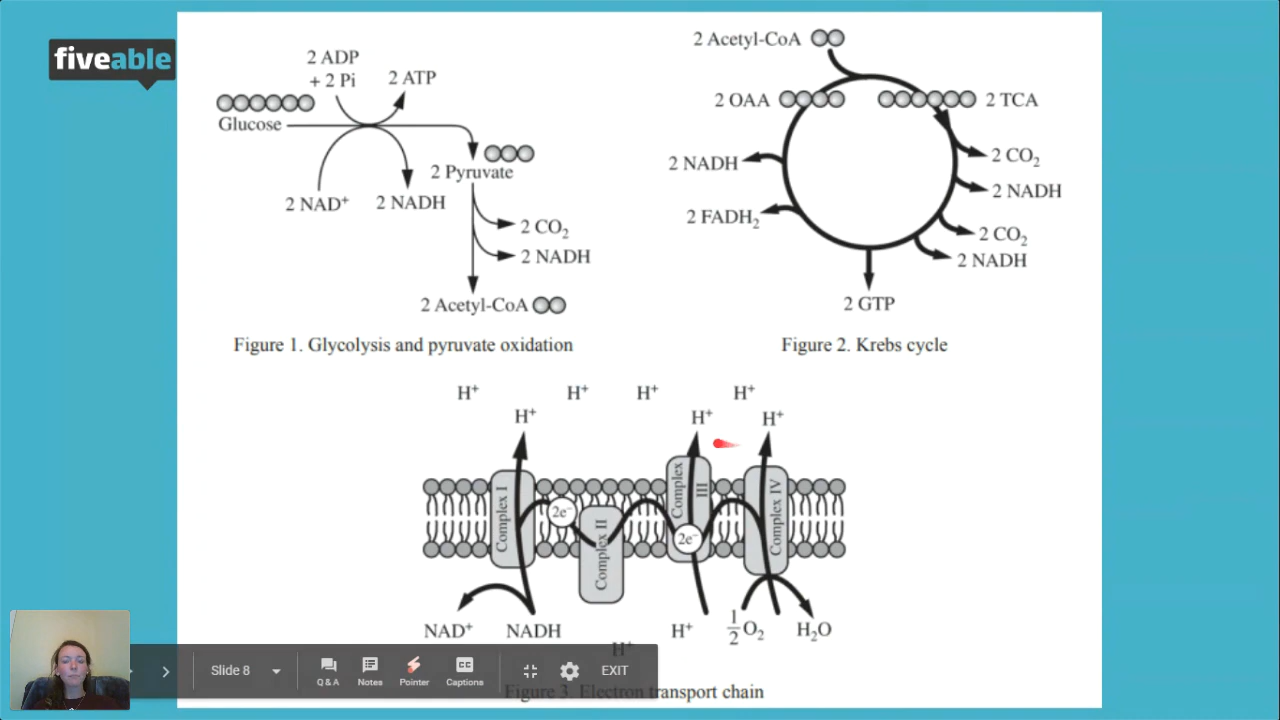 fiveable
2 ADP
+ 2 Pi
2 ATP
Glucose
2 Pyruvate
2 NAD⁺
2 NADH
2 CO₂
2 NADH
2 Acetyl-CoA
Figure 1. Glycolysis and pyruvate oxidation
2 Acetyl-CoA
2 OAA
2 TCA
2 CO₂
2 NADH
2 NADH
2 FADH₂
2 CO₂
2 NADH
2 GTP
Figure 2. Krebs cycle
H⁺
H⁺
H⁺
H⁺
H⁺
H⁺
H⁺
Complex I
2e⁻
Complex II
Complex III
2e⁻
Complex IV
NAD⁺
NADH
H⁺
1/2 O₂
H₂O
H⁺
Slide 8
Q & A
Notes
Pointer
CC
Captions
EXIT
Figure 3. Electron transport chain